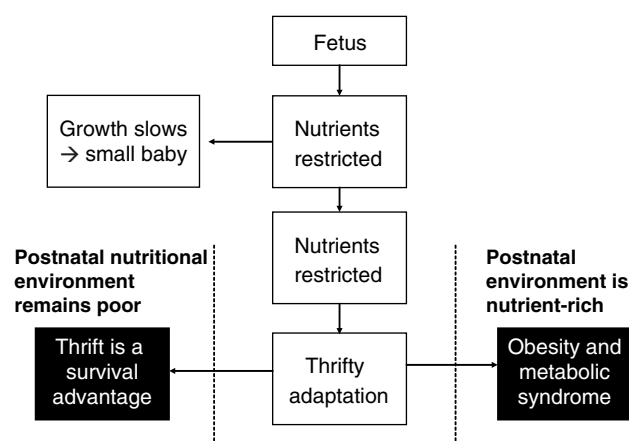 Fetus
Growth slows
→ small baby
Nutrients
restricted
Nutrients
restricted
Postnatal nutritional
environment
remains poor
Postnatal
environment is
nutrient-rich
Thrift is a
survival
advantage
Thrifty
adaptation
Obesity and
metabolic
syndrome